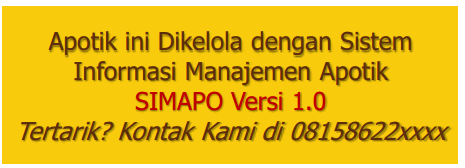 Apotik ini Dikelola dengan Sistem
Informasi Manajemen Apotik
SIMAPO Versi 1.0
Tertarik? Kontak Kami di 08158622xxxx